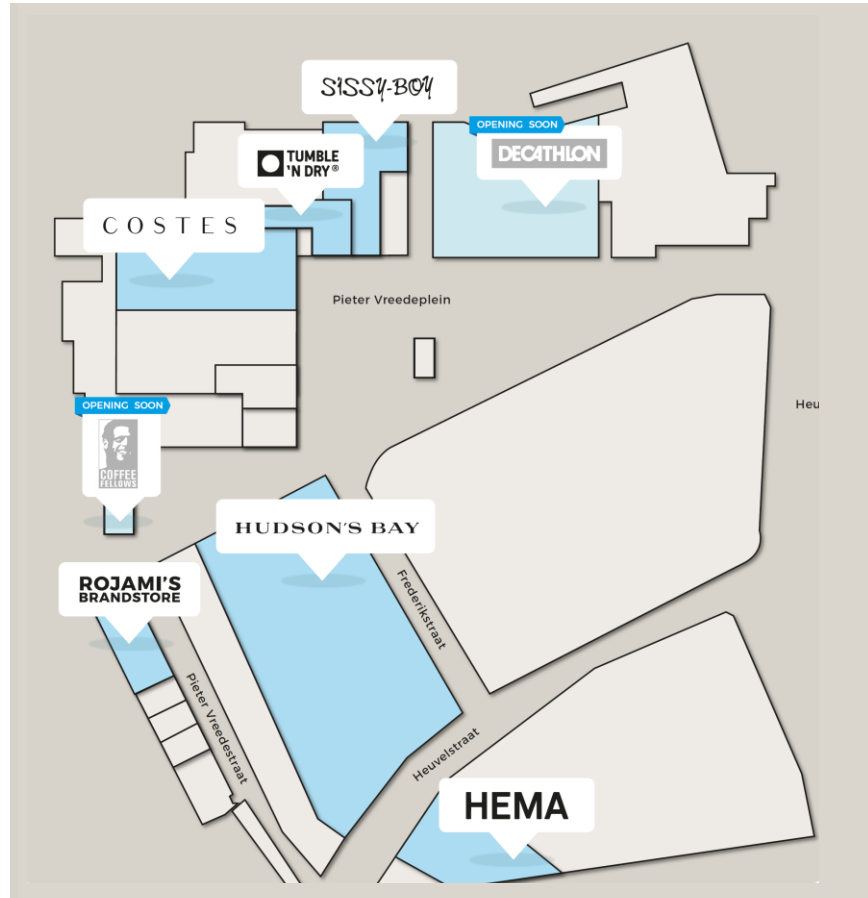 SISSY-BOY
OPENING SOON
DECATHLON
TUMBLE
'N DRY®
COSTES
Pieter Vreedeplein
Heu
OPENING SOON
COFFEE
FELLOWS
HUDSON'S BAY
ROJAMI'S
BRANDSTORE
Frederikstraat
Pieter Vreedestraat
Heuvelstraat
HEMA